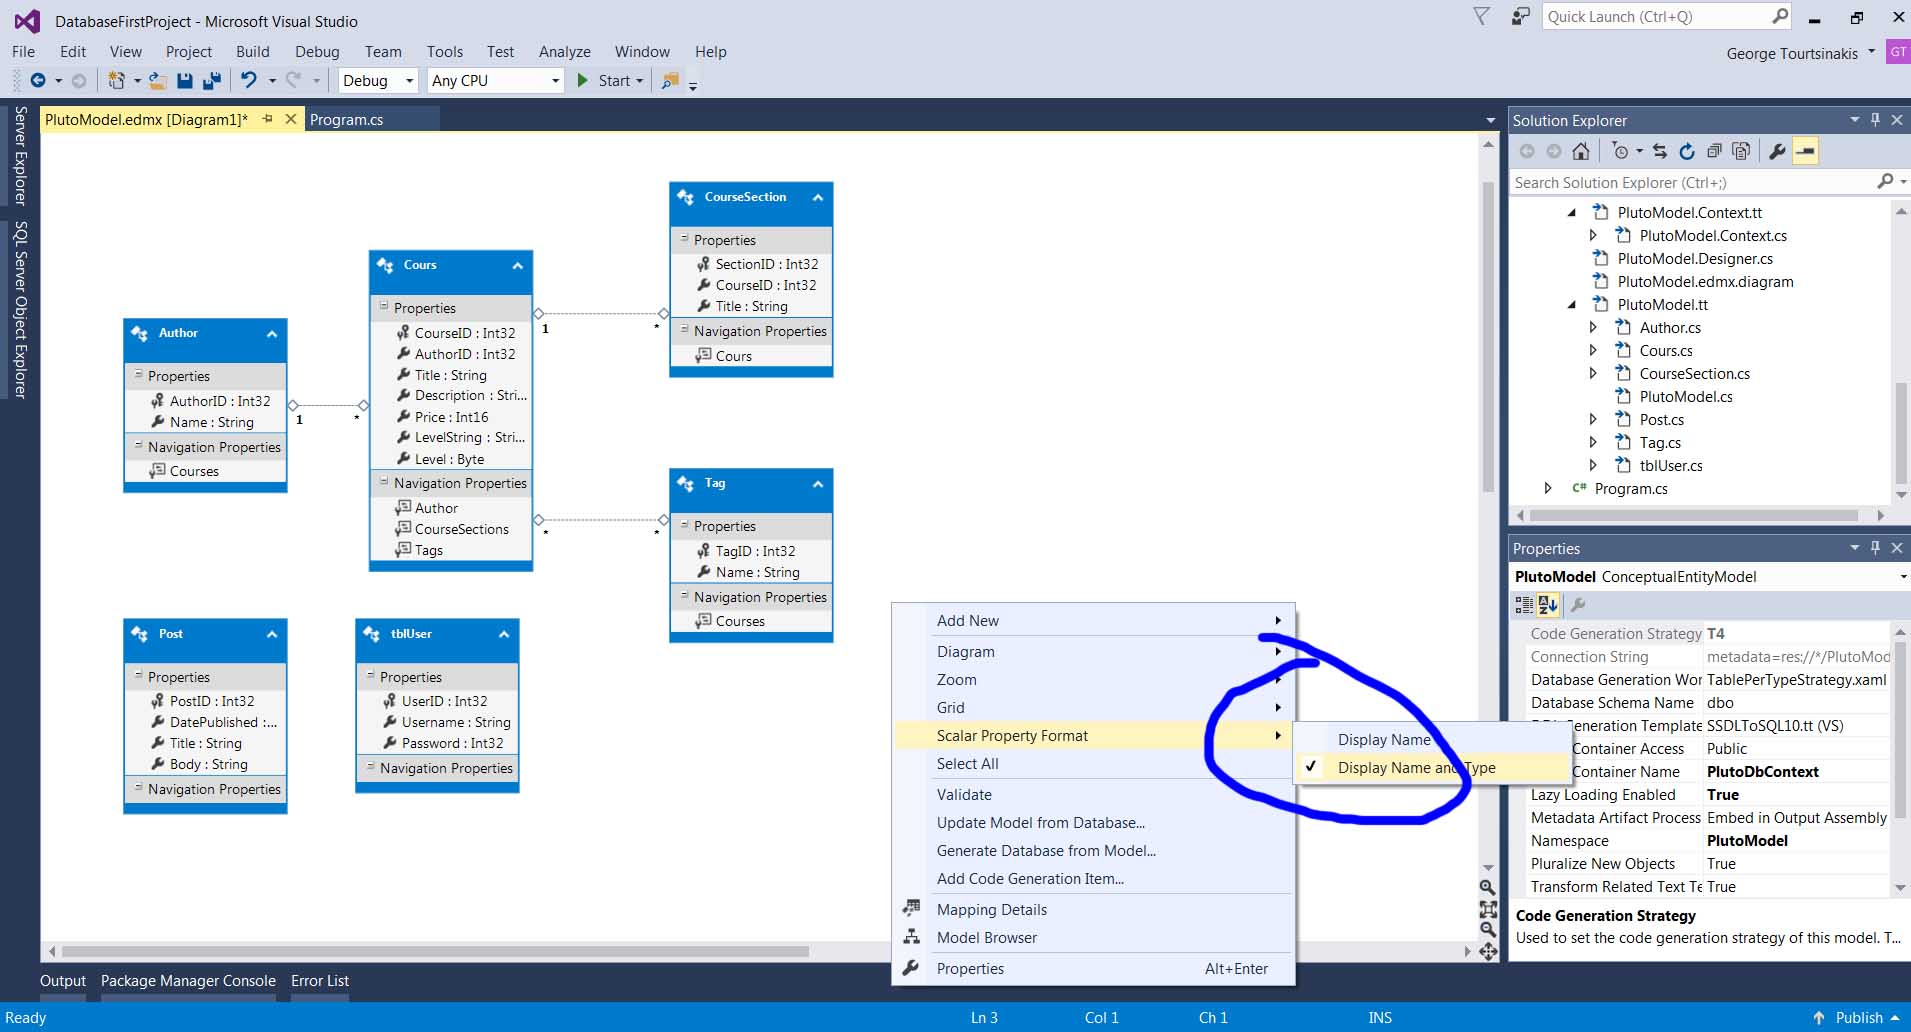 DatabaseFirstProject - Microsoft Visual Studio
Quick Launch (Ctrl+Q)
File Edit View Project Build Debug Team Tools Test Analyze Window Help
George Tourtsinakis GT
Debug Any CPU Start
Server Explorer
SQL Server Object Explorer
PlutoModel.edmx [Diagram1]* Program.cs
Author
Properties
AuthorID : Int32
Name : String
Navigation Properties
Courses
1 *
Cours
Properties
CourseID : Int32
AuthorID : Int32
Title : String
Description : Stri...
Price : Int16
LevelString : Stri...
Level : Byte
Navigation Properties
Author
CourseSections
Tags
1 *
* *
CourseSection
Properties
SectionID : Int32
CourseID : Int32
Title : String
Navigation Properties
Cours
Tag
Properties
TagID : Int32
Name : String
Navigation Properties
Courses
Post
Properties
PostID : Int32
DatePublished :...
Title : String
Body : String
Navigation Properties
tblUser
Properties
UserID : Int32
Username : String
Password : Int32
Navigation Properties
Add New
Diagram
Zoom
Grid
Scalar Property Format
Select All
Validate
Update Model from Database...
Generate Database from Model...
Add Code Generation Item...
Mapping Details
Model Browser
Properties Alt+Enter
Display Name
Display Name and Type
Solution Explorer
Search Solution Explorer (Ctrl+;)
PlutoModel.Context.tt
PlutoModel.Context.cs
PlutoModel.Designer.cs
PlutoModel.edmx.diagram
PlutoModel.tt
Author.cs
Cours.cs
CourseSection.cs
PlutoModel.cs
Post.cs
Tag.cs
tblUser.cs
C# Program.cs
Properties
PlutoModel ConceptualEntityModel
Code Generation Strategy T4
Connection String metadata=res://*/PlutoMod
Database Generation Wor TablePerTypeStrategy.xaml
Database Schema Name dbo
Generation Template SSDLToSQL10.tt (VS)
Container Access Public
Container Name PlutoDbContext
Lazy Loading Enabled True
Metadata Artifact Process Embed in Output Assembly
Namespace PlutoModel
Pluralize New Objects True
Transform Related Text Te True
Code Generation Strategy
Used to set the code generation strategy of this model. T...
Output Package Manager Console Error List
Ready Ln 3 Col 1 Ch 1 INS Publish